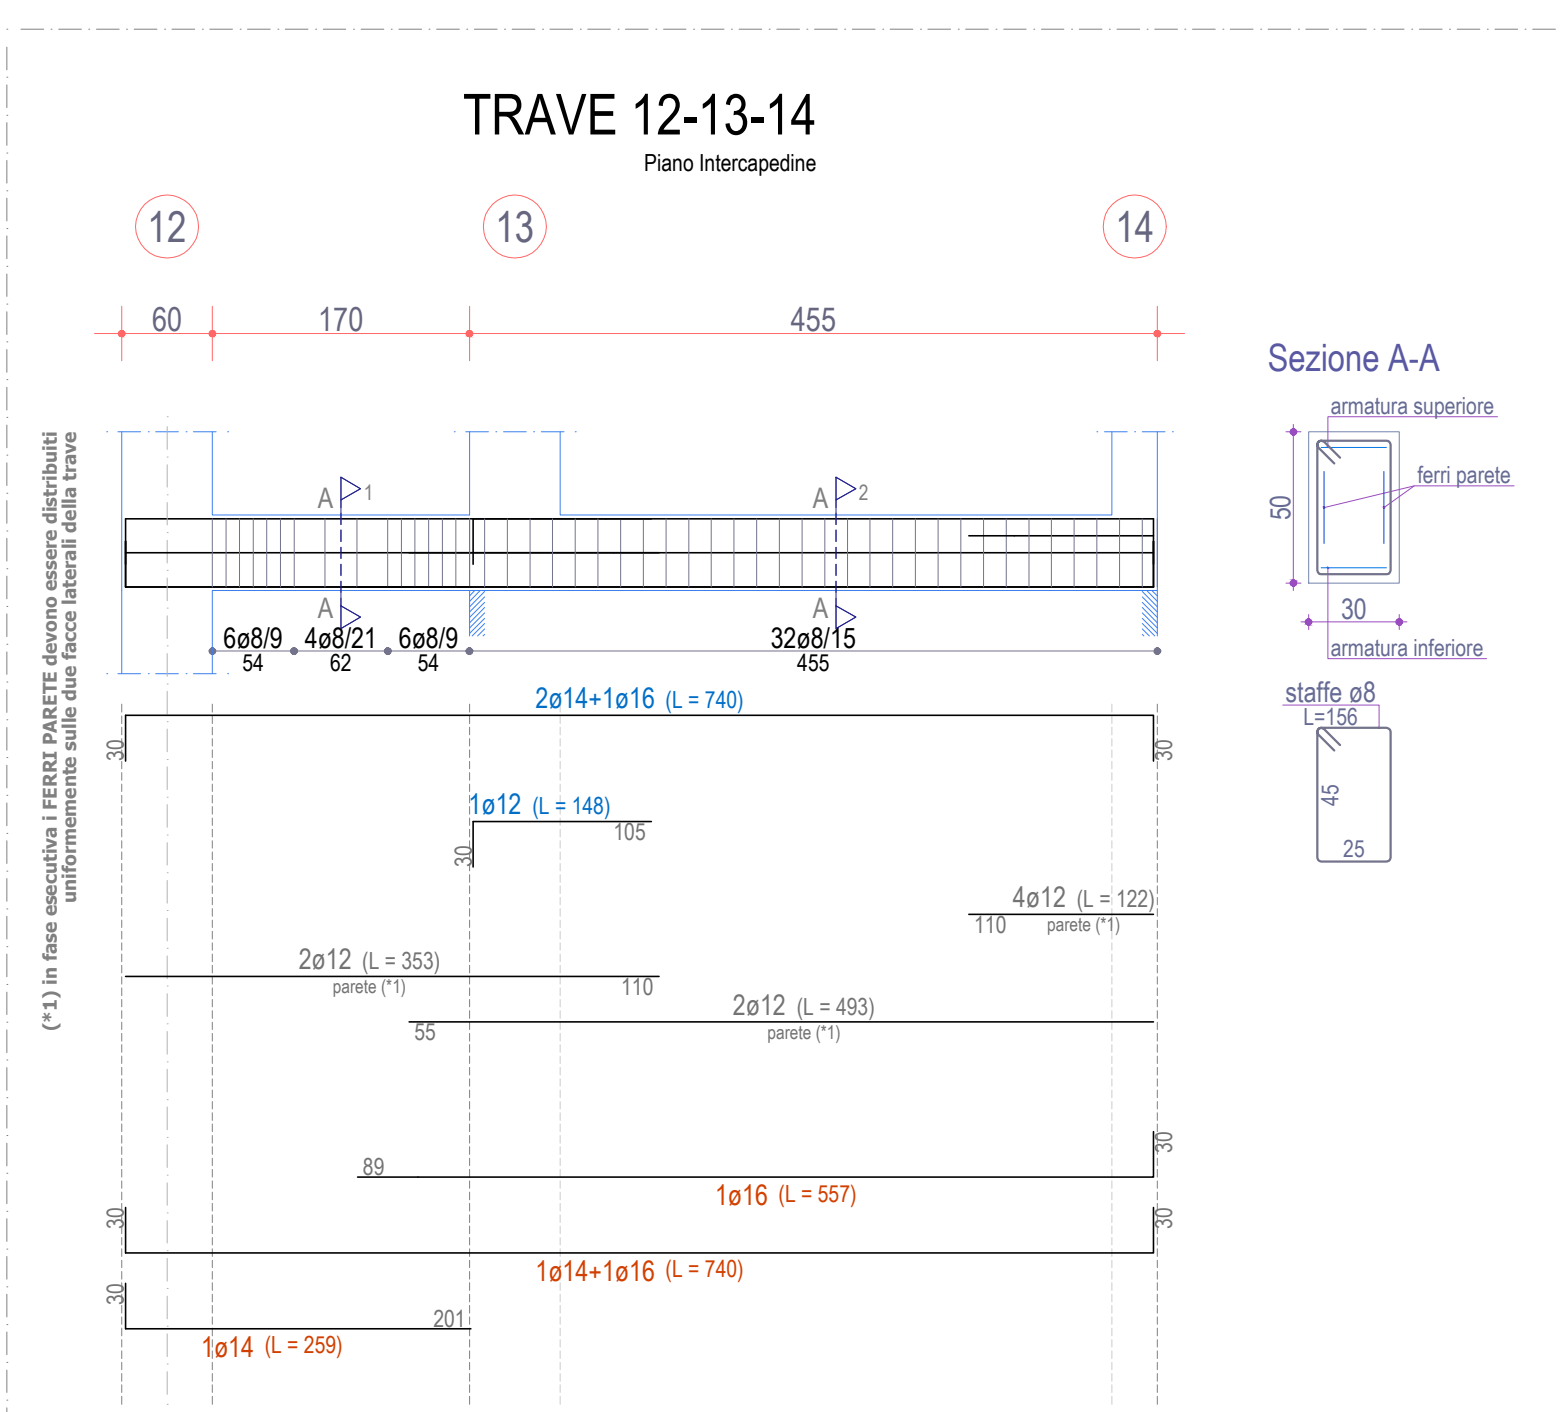 TRAVE 12-13-14
Piano Intercapedine
12
13
14
60
170
455
(*1) in fase esecutiva i FERRI PARETE devono essere distribuiti
uniformemente sulle due facce laterali della trave
A
1
A
2
A
A
6ø8/9
4ø8/21
6ø8/9
32ø8/15
54
62
54
455
Sezione A-A
armatura superiore
ferri parete
50
30
armatura inferiore
staffe ø8
L=156
45
25
2ø14+1ø16 (L = 740)
30
30
1ø12 (L = 148)
105
30
4ø12 (L = 122)
110
parete (*1)
2ø12 (L = 353)
parete (*1)
110
2ø12 (L = 493)
55
parete (*1)
30
89
1ø16 (L = 557)
30
30
1ø14+1ø16 (L = 740)
30
201
1ø14 (L = 259)